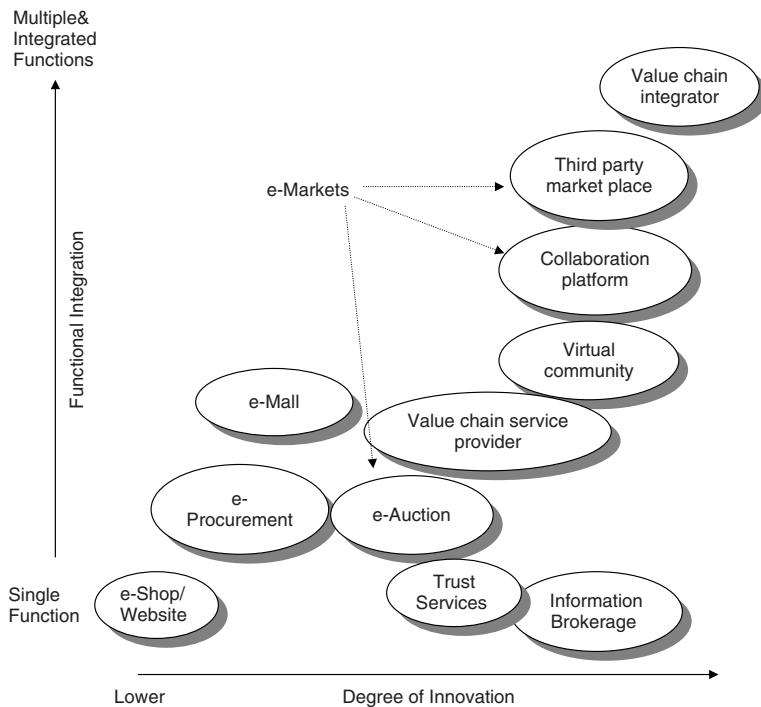 Multiple&
Integrated
Functions
Value chain
integrator
Third party
market place
e-Markets
Collaboration
platform
Functional Integration
Virtual
community
e-Mall
Value chain service
provider
e-
Procurement
e-Auction
Single
Function
e-Shop/
Website
Trust
Services
Information
Brokerage
Lower
Degree of Innovation